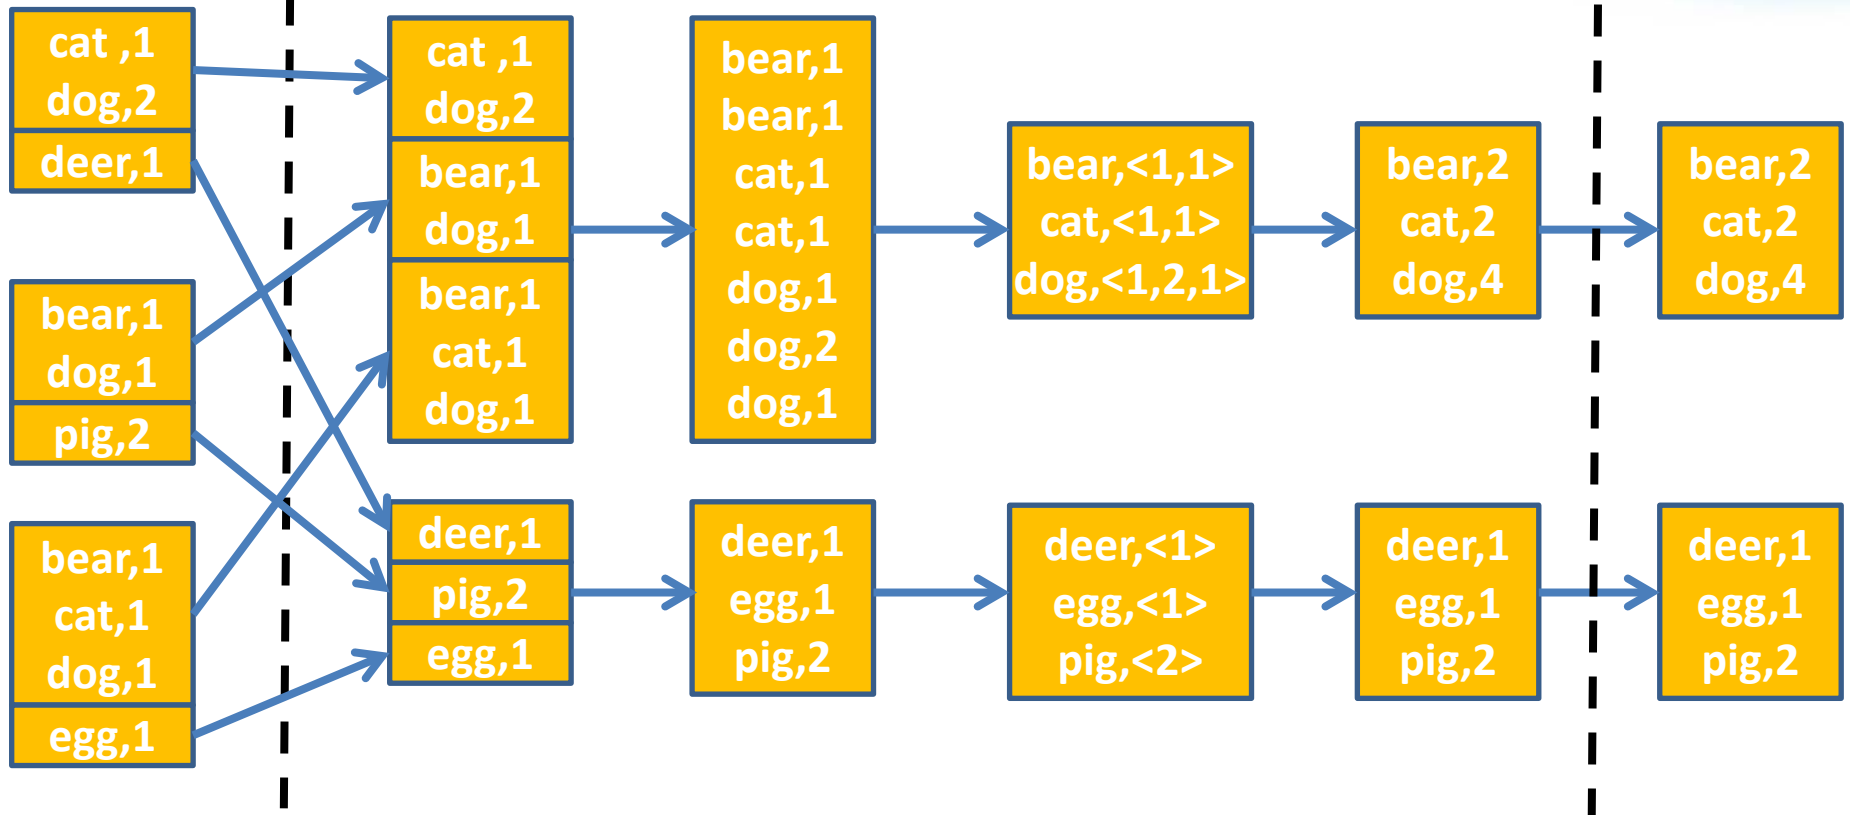 cat ,1
dog,2
deer,1
bear,1
dog,1
pig,2
bear,1
cat,1
dog,1
egg,1
cat ,1
dog,2
bear,1
dog,1
bear,1
cat,1
dog,1
deer,1
pig,2
egg,1
bear,1
bear,1
cat,1
cat,1
dog,1
dog,2
dog,1
deer,1
egg,1
pig,2
bear,<1,1>
cat,<1,1>
dog,<1,2,1>
deer,<1>
egg,<1>
pig,<2>
bear,2
cat,2
dog,4
deer,1
egg,1
pig,2
bear,2
cat,2
dog,4
deer,1
egg,1
pig,2